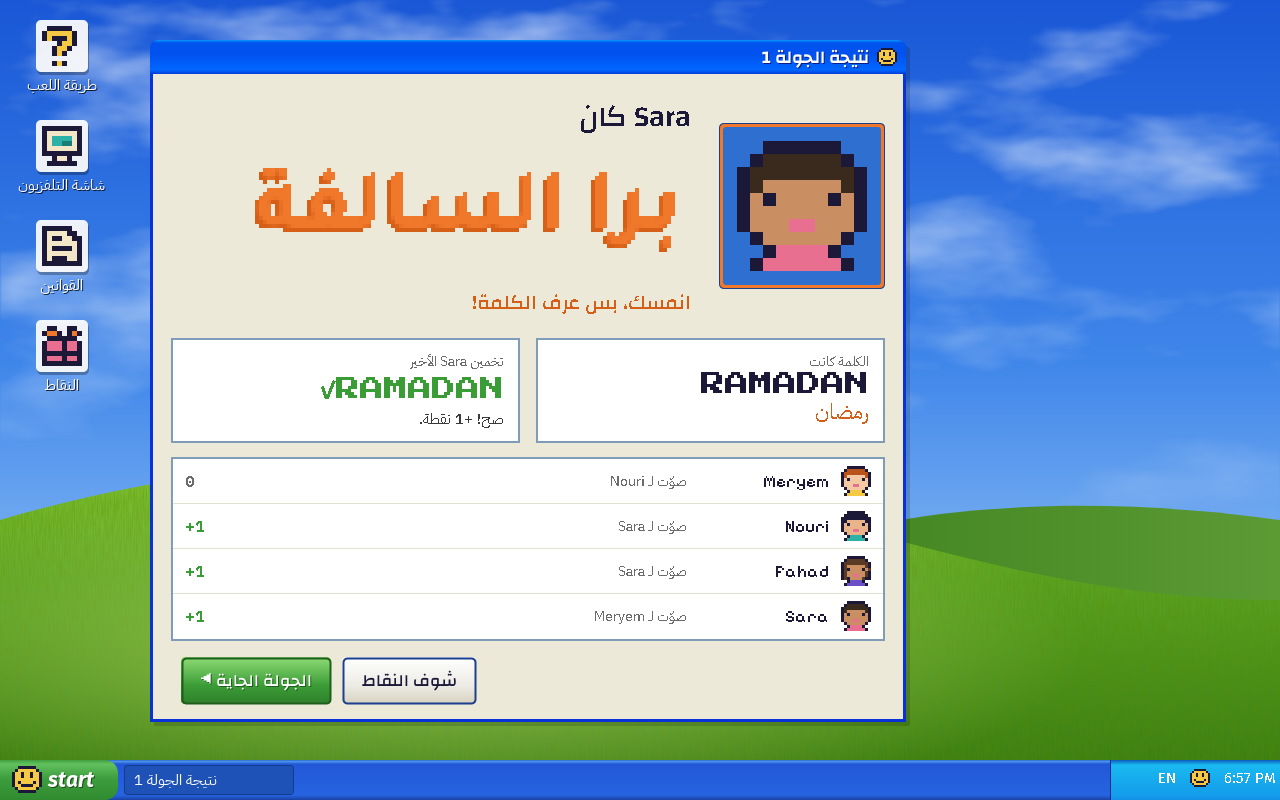 طريقة اللعب
شاشة التلفزيون
القوانين
النقاط
نتيجة الجولة 1
Sara كان
برا السالفة
انفسك، بس عرف الكلمة!
الكلمة كانت
RAMADAN
رمضان
تخمين Sara الأخير
RAMADAN√
صح! +1 نقطة.
Meryem صوّت لـ Nouri 0
Nouri صوّت لـ Sara +1
Fahad صوّت لـ Sara +1
Sara صوّت لـ Meryem +1
شوف النقاط
الجولة الجاية ◀
start
نتيجة الجولة 1
EN
6:57 PM